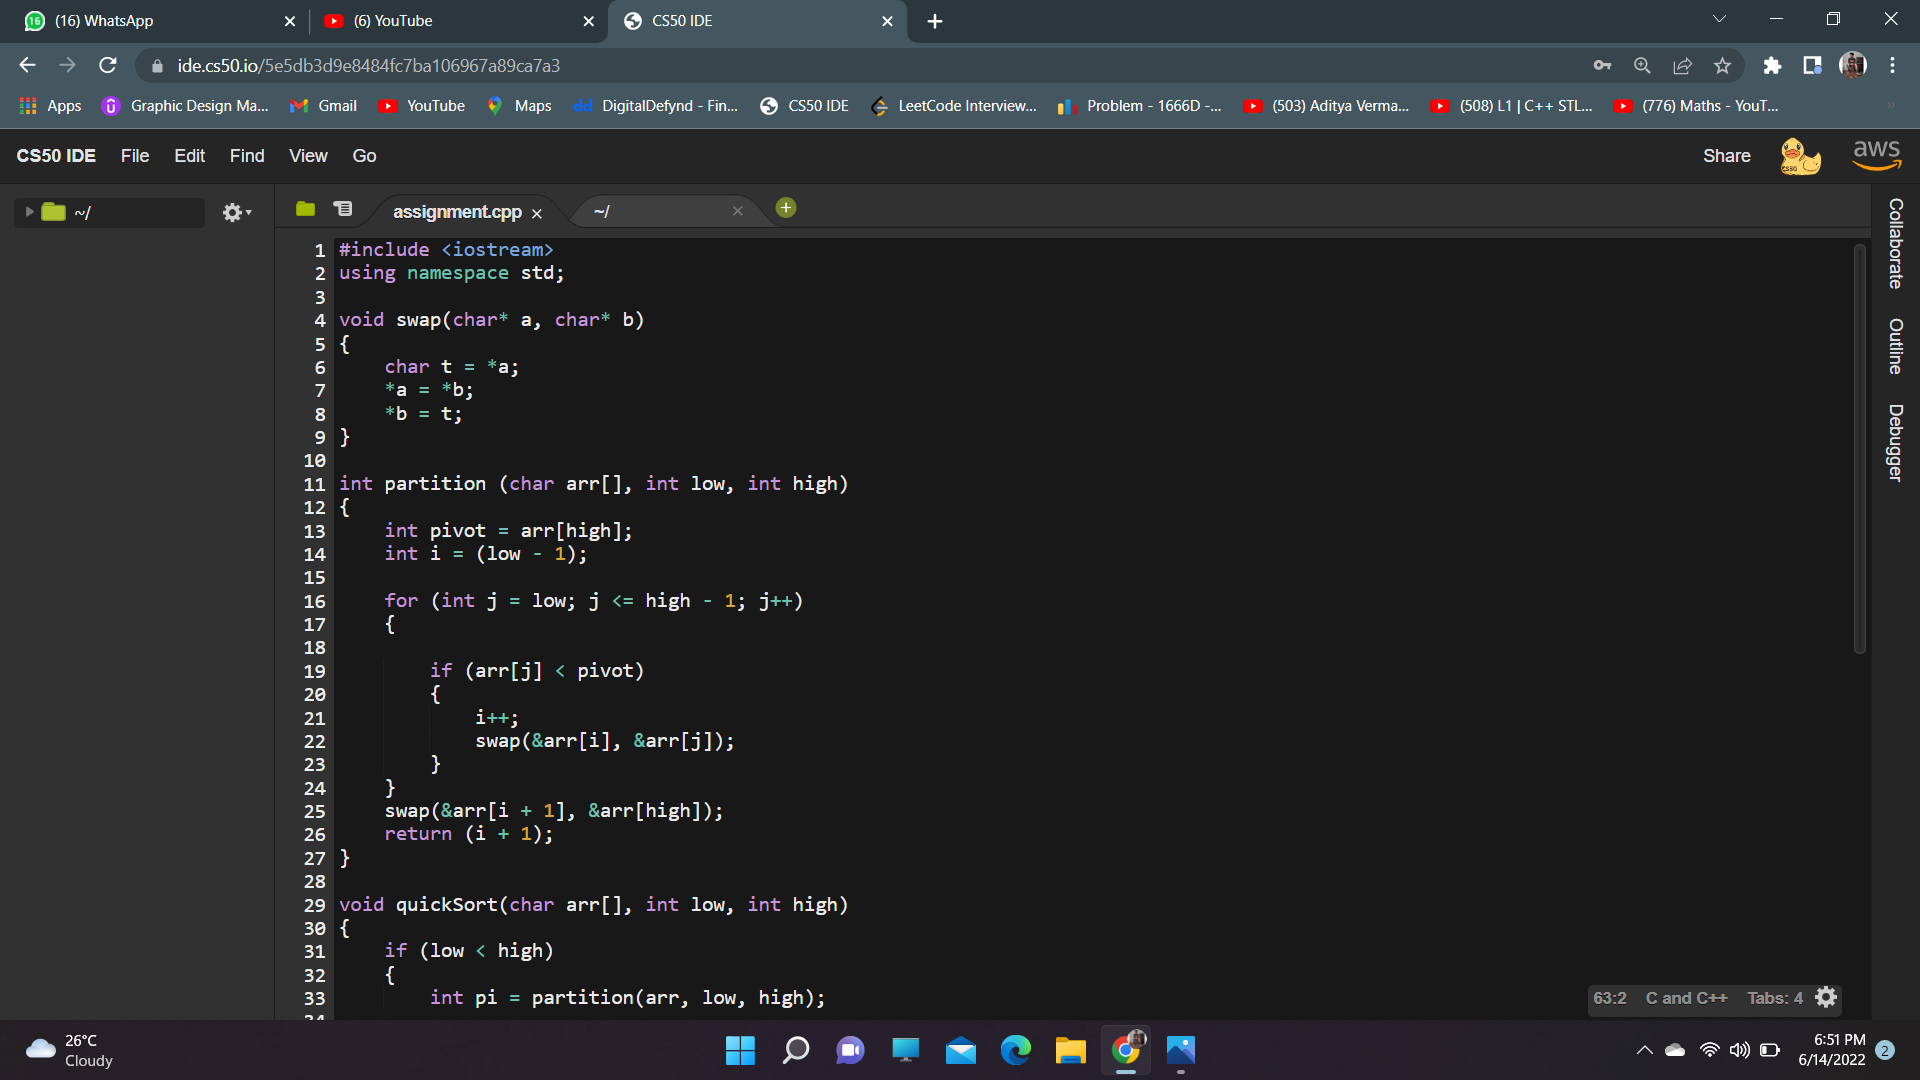 (16) WhatsApp
(6) YouTube
CS50 IDE
ide.cs50.io/5e5db3d9e8484fc7ba106967a89ca7a3
Apps Graphic Design Ma... Gmail YouTube Maps DigitalDefynd - Fin... CS50 IDE LeetCode Interview... Problem - 1666D -... (503) Aditya Verma... (508) L1 | C++ STL... (776) Maths - YouT...
CS50 IDE File Edit Find View Go Share CS50 aws
~/
assignment.cpp
~/
Collaborate
Outline
Debugger
1 #include <iostream>
2 using namespace std;
3
4 void swap(char* a, char* b)
5 {
6     char t = *a;
7     *a = *b;
8     *b = t;
9 }
10
11 int partition (char arr[], int low, int high)
12 {
13     int pivot = arr[high];
14     int i = (low - 1);
15
16     for (int j = low; j <= high - 1; j++)
17     {
18
19         if (arr[j] < pivot)
20         {
21             i++;
22             swap(&arr[i], &arr[j]);
23         }
24     }
25     swap(&arr[i + 1], &arr[high]);
26     return (i + 1);
27 }
28
29 void quickSort(char arr[], int low, int high)
30 {
31     if (low < high)
32     {
33         int pi = partition(arr, low, high);
63:2 C and C++ Tabs: 4
26°C
Cloudy
6:51 PM
6/14/2022
2